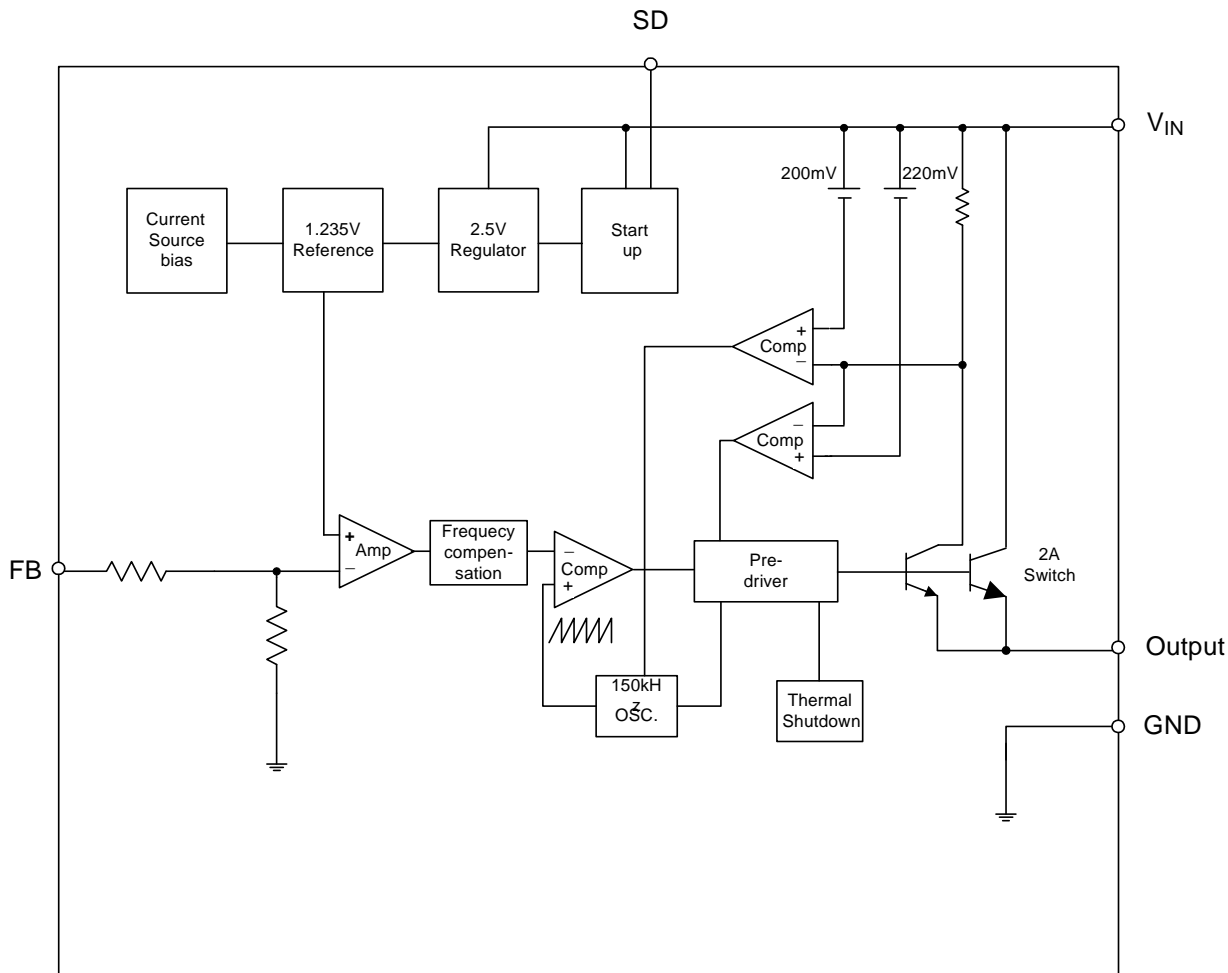 SD
V_IN
200mV
220mV
Current
Source
bias
1.235V
Reference
2.5V
Regulator
Start
up
+
Comp
−
−
Comp
+
FB
+
Amp
−
Frequecy
compen-
sation
−
Comp
+
Pre-
driver
2A
Switch
Output
150kH
z
OSC.
Thermal
Shutdown
GND